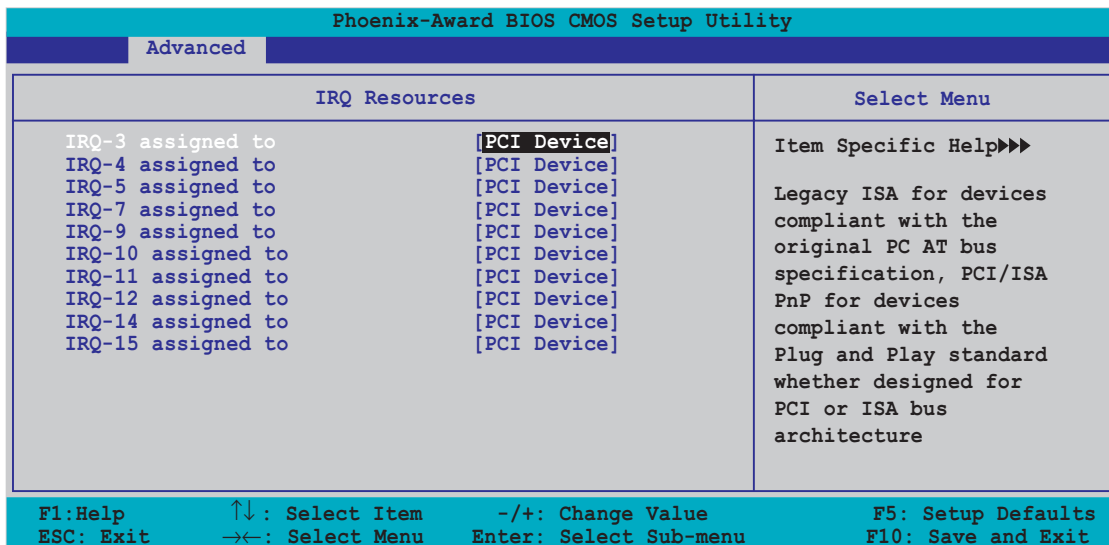 Phoenix-Award BIOS CMOS Setup Utility
Advanced
IRQ Resources
IRQ-3 assigned to [PCI Device]
IRQ-4 assigned to [PCI Device]
IRQ-5 assigned to [PCI Device]
IRQ-7 assigned to [PCI Device]
IRQ-9 assigned to [PCI Device]
IRQ-10 assigned to [PCI Device]
IRQ-11 assigned to [PCI Device]
IRQ-12 assigned to [PCI Device]
IRQ-14 assigned to [PCI Device]
IRQ-15 assigned to [PCI Device]
Select Menu
Item Specific Help▶▶▶
Legacy ISA for devices
compliant with the
original PC AT bus
specification, PCI/ISA
PnP for devices
compliant with the
Plug and Play standard
whether designed for
PCI or ISA bus
architecture
F1:Help ↑↓: Select Item -/+: Change Value F5: Setup Defaults
ESC: Exit →←: Select Menu Enter: Select Sub-menu F10: Save and Exit